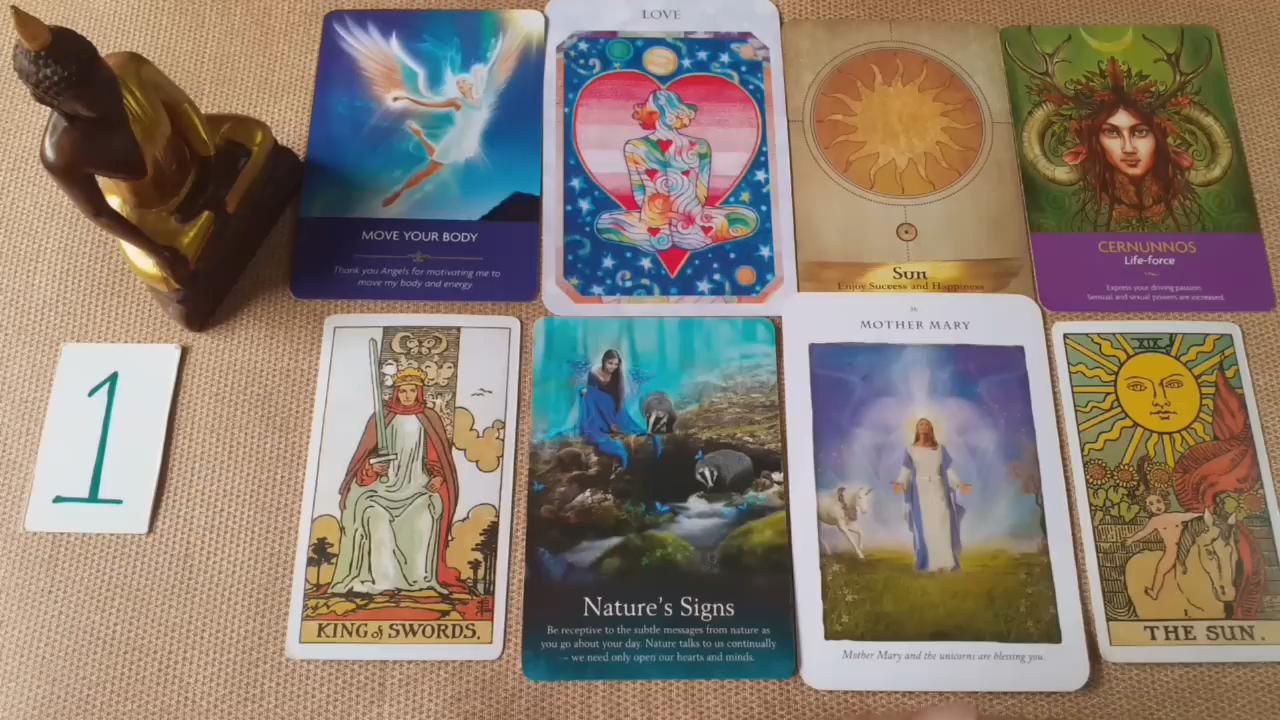 MOVE YOUR BODY
Thank you Angels for motivating me to
move my body and energy.
LOVE
Sun
Enjoy Success and Happiness
CERNUNNOS
Life-force
Express your driving passion.
Sensual and sexual powers are increased.
1
KING of SWORDS.
Nature's Signs
Be receptive to the subtle messages from nature as
you go about your day. Nature talks to us continually
– we need only open our hearts and minds.
MOTHER MARY
Mother Mary and the unicorns are blessing you.
XIX
THE SUN.